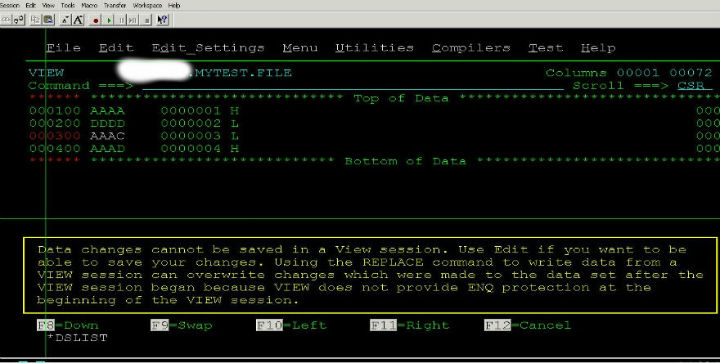 Session Edit View Tools Macro Transfer Workspace Help
File Edit Edit_Settings Menu Utilities Compilers Test Help
VIEW .MYTEST.FILE Columns 00001 00072
Command ===> Scroll ===> CSR
****** *************************** Top of Data ***************************
000100 AAAA 0000001 H 000
000200 DDDD 0000002 L 000
000300 AAAC 0000003 L 000
000400 AAAD 0000004 H 000
****** ************************** Bottom of Data **************************
Data changes cannot be saved in a View session. Use Edit if you want to be
able to save your changes. Using the REPLACE command to write data from a
VIEW session can overwrite changes which were made to the data set after the
VIEW session began because VIEW does not provide ENQ protection at the
beginning of the VIEW session.
F8=Down F9=Swap F10=Left F11=Right F12=Cancel
*DSLIST